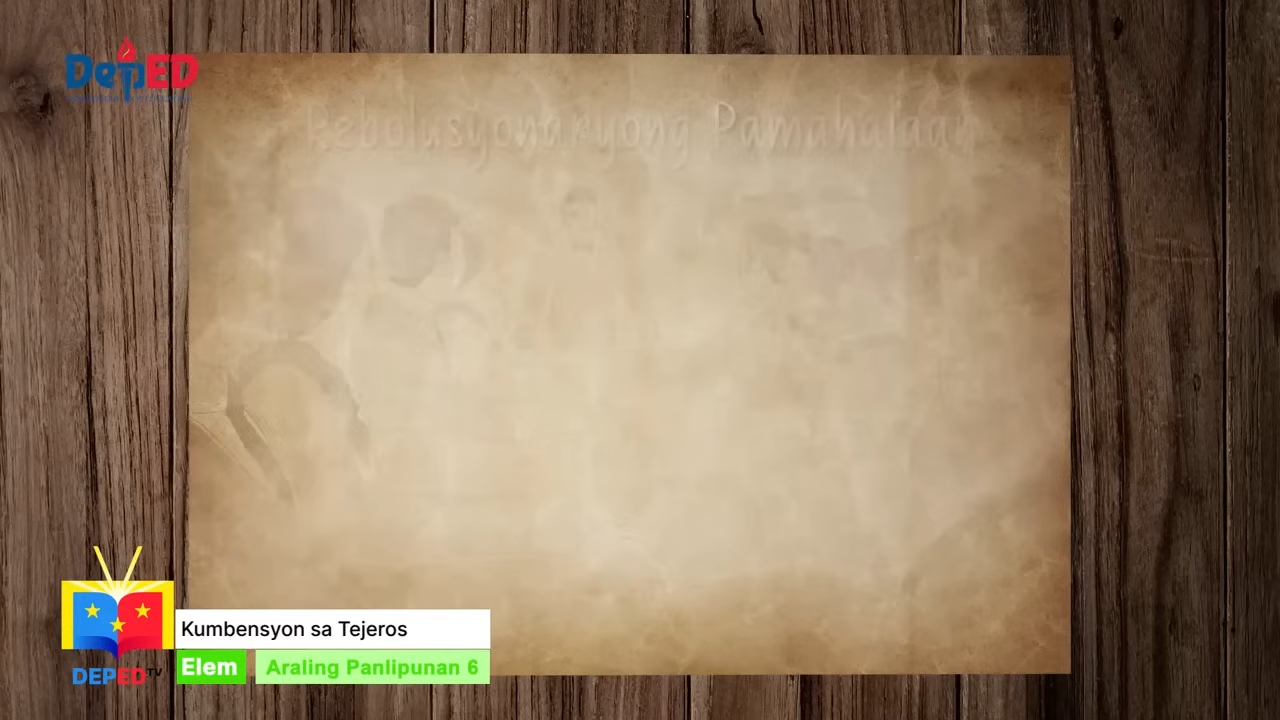 DepED
Rebolusyonaryong Pamahalaan
Kumbensyon sa Tejeros
Elem
Araling Panlipunan 6
DEPED TV